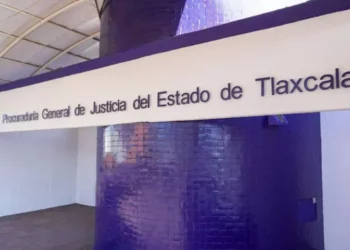 Procuraduría General de Justicia del Estado de Tlaxcala